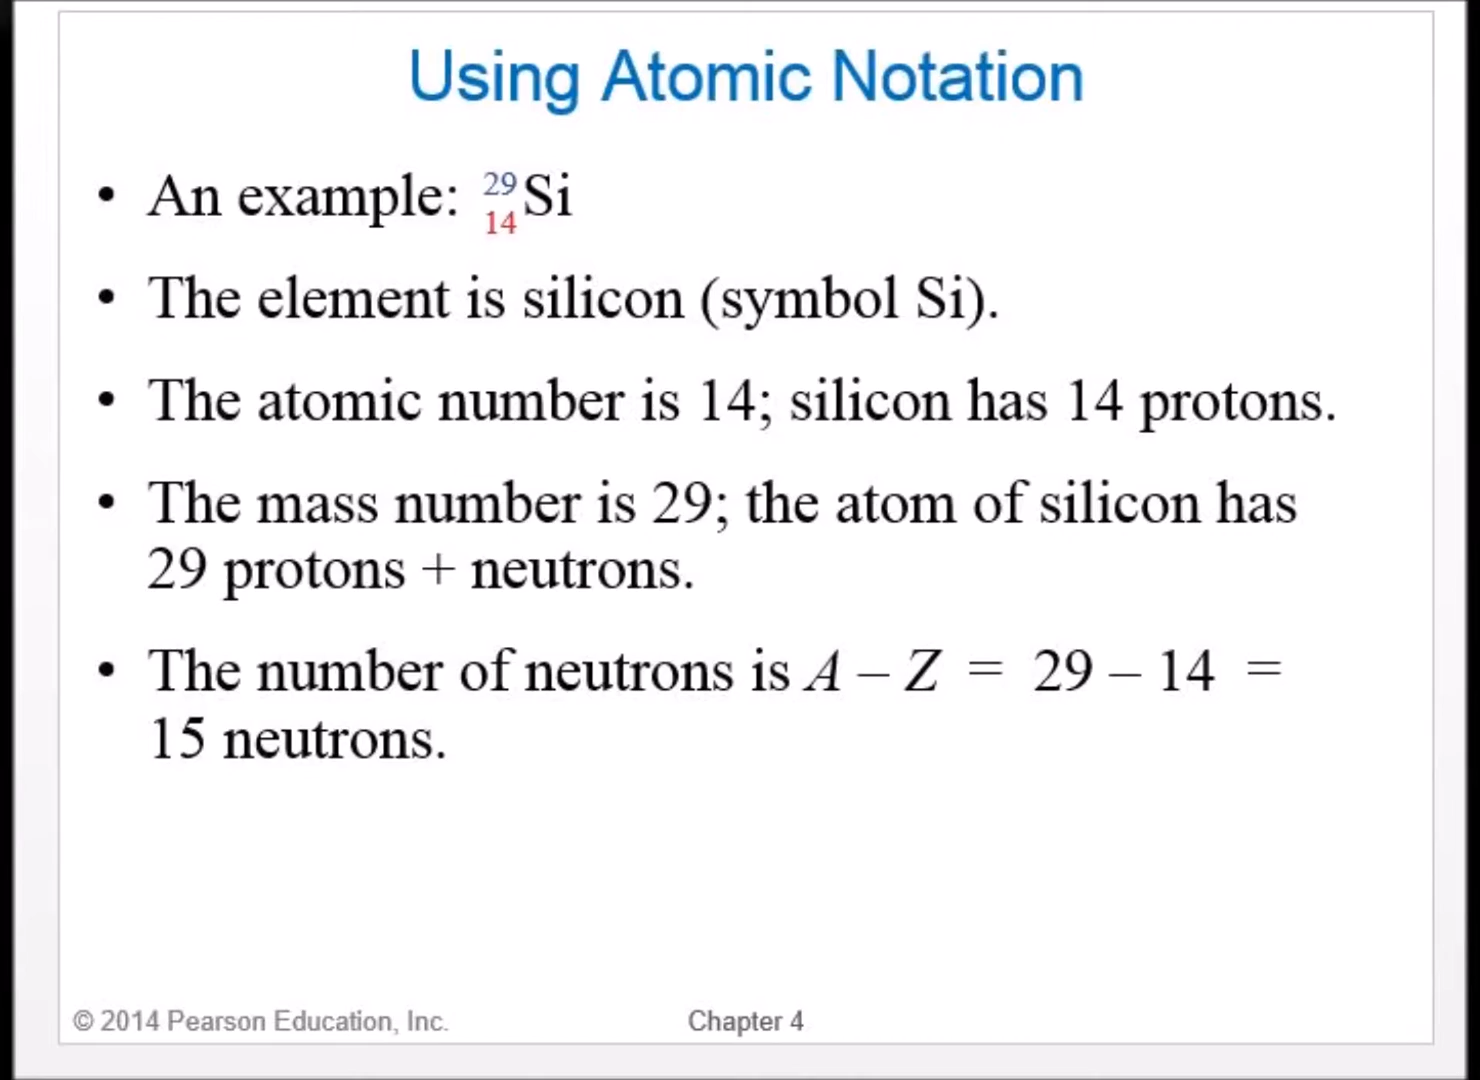 Using Atomic Notation
• An example: ²⁹₁₄Si
• The element is silicon (symbol Si).
• The atomic number is 14; silicon has 14 protons.
• The mass number is 29; the atom of silicon has
29 protons + neutrons.
• The number of neutrons is A – Z = 29 – 14 =
15 neutrons.
© 2014 Pearson Education, Inc.
Chapter 4